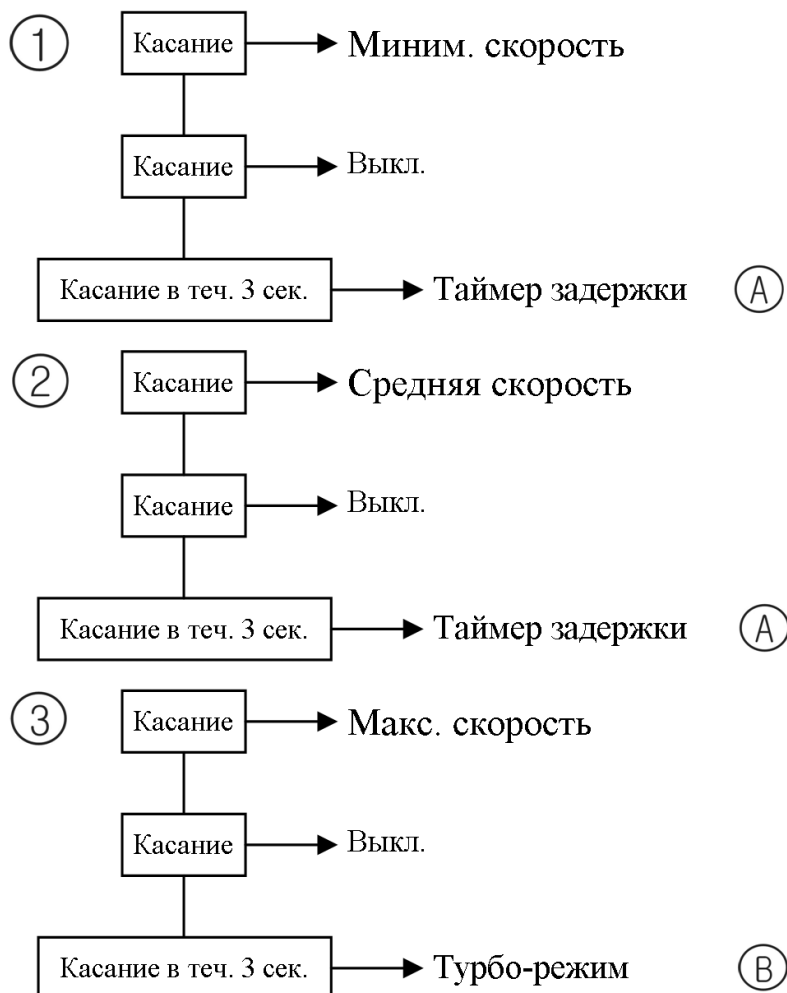 1 Касание Миним. скорость
Касание Выкл.
Касание в теч. 3 сек. Таймер задержки A
2 Касание Средняя скорость
Касание Выкл.
Касание в теч. 3 сек. Таймер задержки A
3 Касание Макс. скорость
Касание Выкл.
Касание в теч. 3 сек. Турбо-режим B